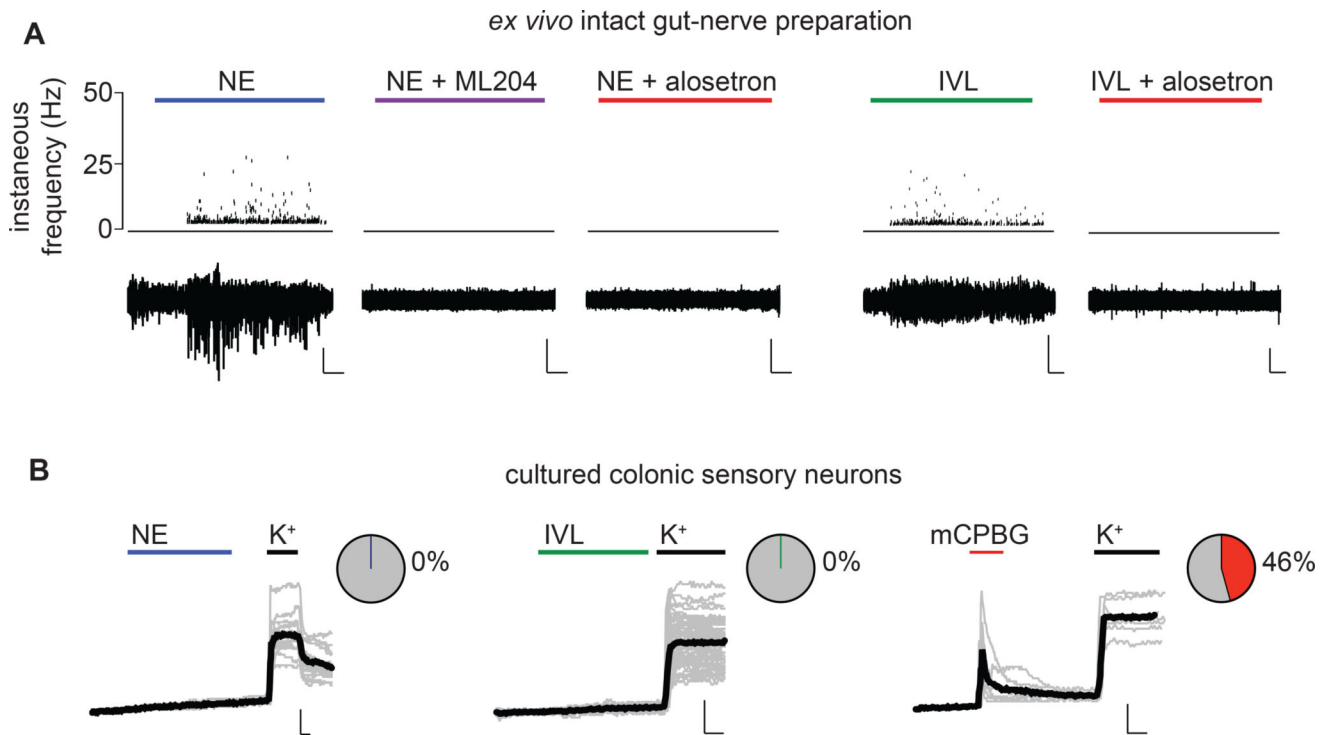 ex vivo intact gut-nerve preparation
A
NE
NE + ML204
NE + alosetron
IVL
IVL + alosetron
instaneous
frequency (Hz)
50
25
0
B
cultured colonic sensory neurons
NE
K⁺
0%
IVL
K⁺
0%
mCPBG
K⁺
46%